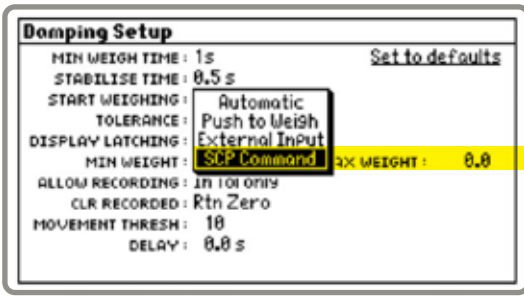 Damping Setup
MIN WEIGH TIME: 1s Set to defaults
STABILISE TIME: 0.5 s
START WEIGHING: Automatic
TOLERANCE: Push to Weigh
DISPLAY LATCHING: External Input
MIN WEIGHT: SCP Command AX WEIGHT: 0.0
ALLOW RECORDING: In Tol only
CLR RECORDED: Rtn Zero
MOVEMENT THRESH: 10
DELAY: 0.0 s